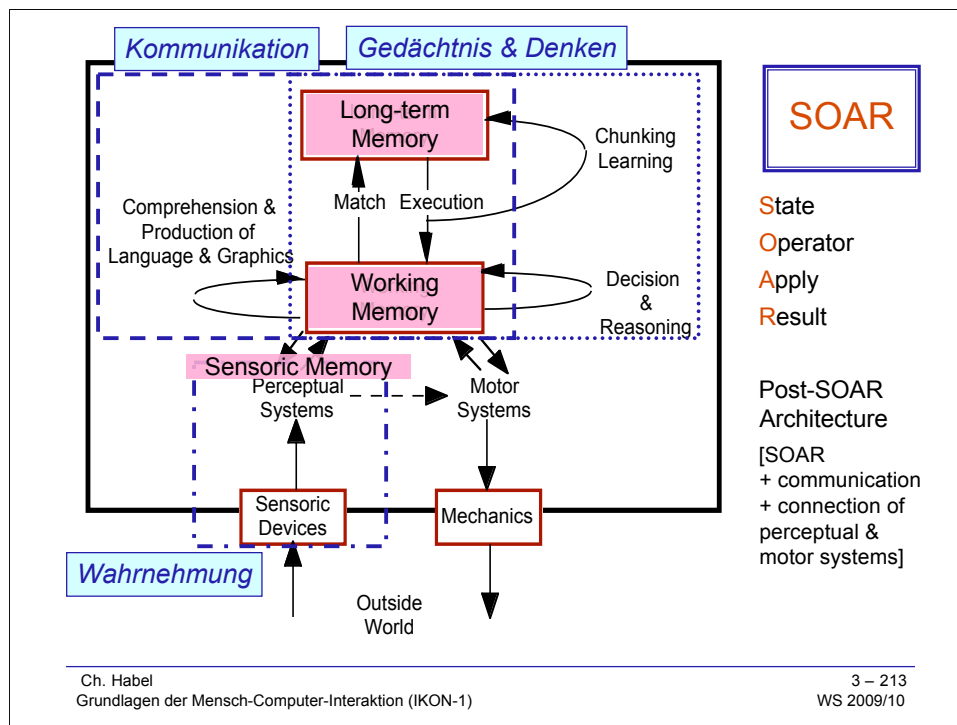 Kommunikation
Gedächtnis & Denken
Long-term
Memory
Chunking
Learning
Match
Execution
Comprehension &
Production of
Language & Graphics
Working
Memory
Decision
&
Reasoning
Sensoric Memory
Perceptual
Systems
Motor
Systems
Sensoric
Devices
Mechanics
Wahrnehmung
Outside
World
SOAR
State
Operator
Apply
Result
Post-SOAR
Architecture
[SOAR
+ communication
+ connection of
perceptual &
motor systems]
Ch. Habel
Grundlagen der Mensch-Computer-Interaktion (IKON-1)
3 – 213
WS 2009/10